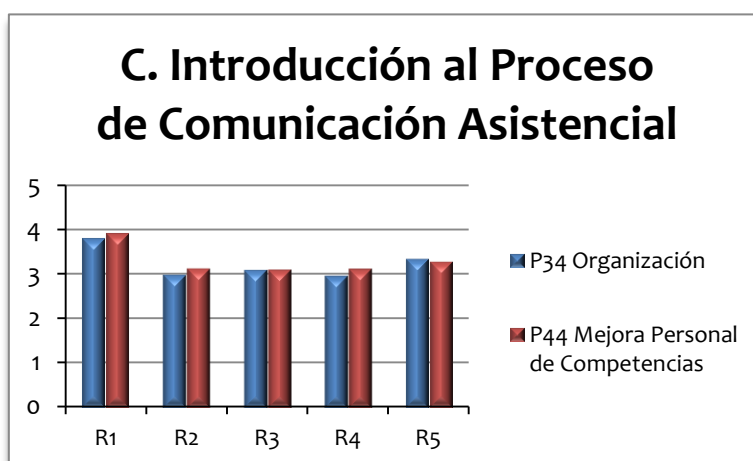 C. Introducción al Proceso
de Comunicación Asistencial
5
4
3
2
1
0
R1 R2 R3 R4 R5
P34 Organización
P44 Mejora Personal
de Competencias